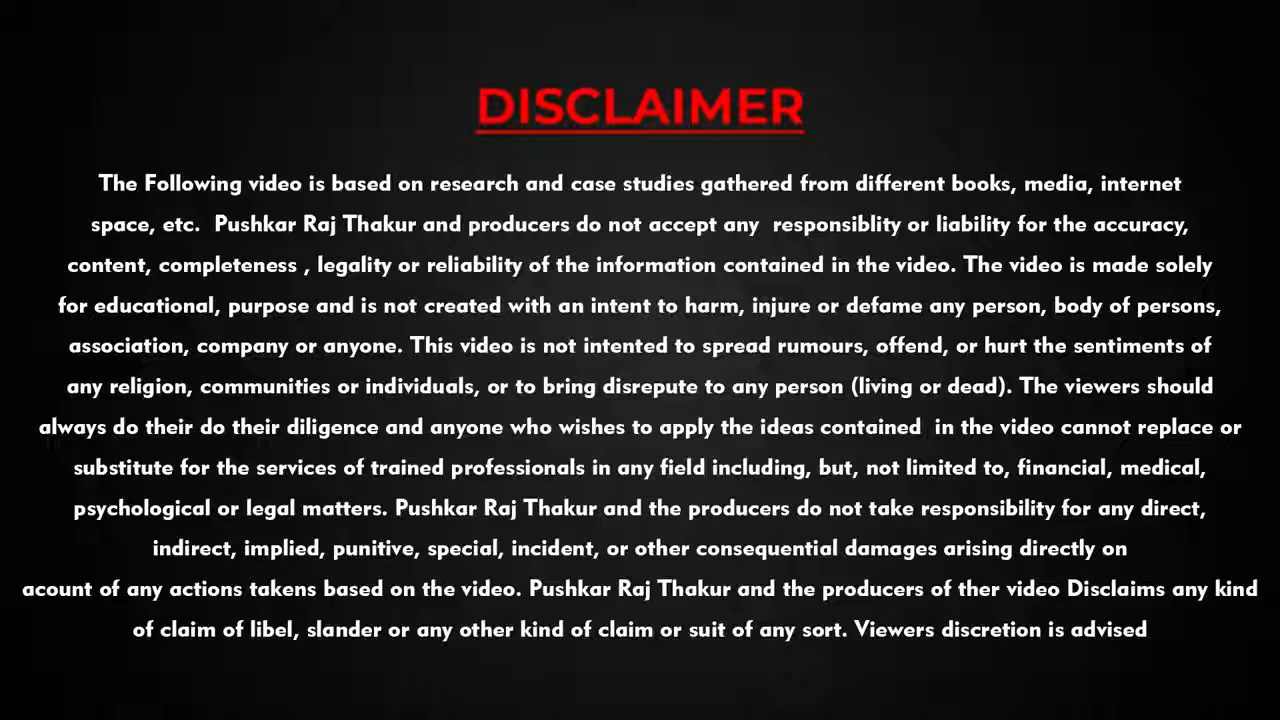 DISCLAIMER
The Following video is based on research and case studies gathered from different books, media, internet
space, etc.  Pushkar Raj Thakur and producers do not accept any  responsiblity or liability for the accuracy,
content, completeness , legality or reliability of the information contained in the video. The video is made solely
for educational, purpose and is not created with an intent to harm, injure or defame any person, body of persons,
association, company or anyone. This video is not intented to spread rumours, offend, or hurt the sentiments of
any religion, communities or individuals, or to bring disrepute to any person (living or dead). The viewers should
always do their do their diligence and anyone who wishes to apply the ideas contained  in the video cannot replace or
substitute for the services of trained professionals in any field including, but, not limited to, financial, medical,
psychological or legal matters. Pushkar Raj Thakur and the producers do not take responsibility for any direct,
indirect, implied, punitive, special, incident, or other consequential damages arising directly on
acount of any actions takens based on the video. Pushkar Raj Thakur and the producers of ther video Disclaims any kind
of claim of libel, slander or any other kind of claim or suit of any sort. Viewers discretion is advised